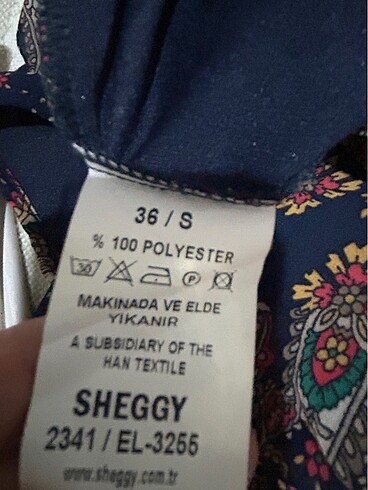 36 / S
% 100 POLYESTER
30 P
MAKINADA VE ELDE
YIKANIR
A SUBSIDIARY OF THE
HAN TEXTILE
SHEGGY
2341 / EL-3255
www.sheggy.com.tr